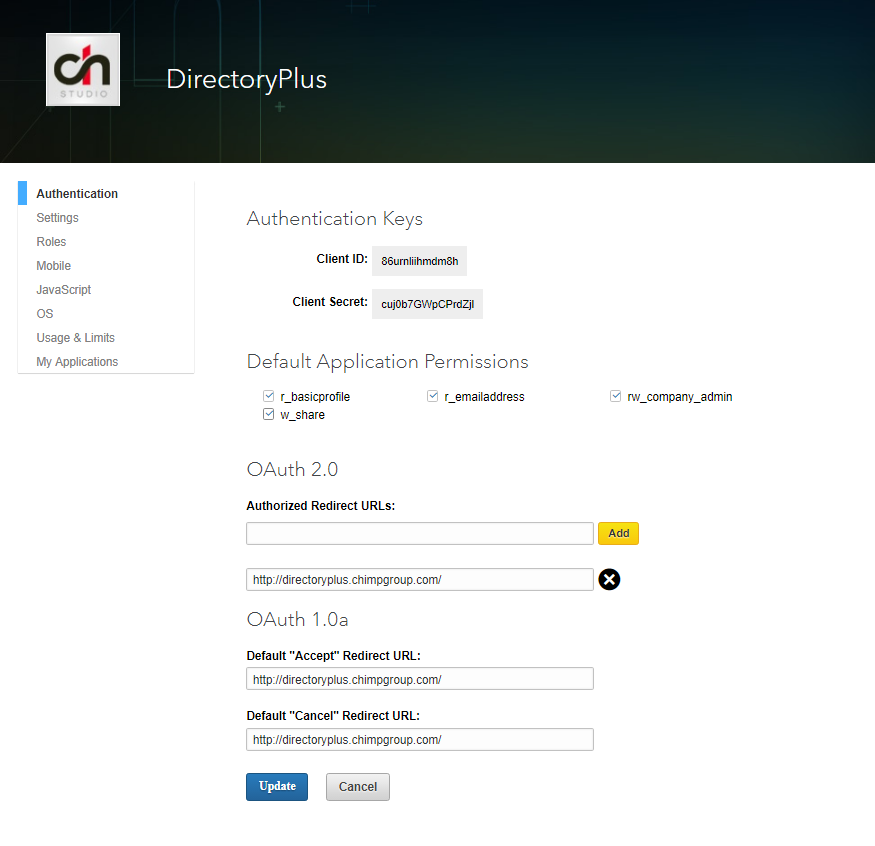 STUDIO
DirectoryPlus
Authentication
Settings
Roles
Mobile
JavaScript
OS
Usage & Limits
My Applications
Authentication Keys
Client ID: 86urnliihmdm8h
Client Secret: cuj0b7GWpCPrdZjl
Default Application Permissions
r_basicprofile r_emailaddress rw_company_admin
w_share
OAuth 2.0
Authorized Redirect URLs:
Add
http://directoryplus.chimpgroup.com/
OAuth 1.0a
Default "Accept" Redirect URL:
http://directoryplus.chimpgroup.com/
Default "Cancel" Redirect URL:
http://directoryplus.chimpgroup.com/
Update Cancel